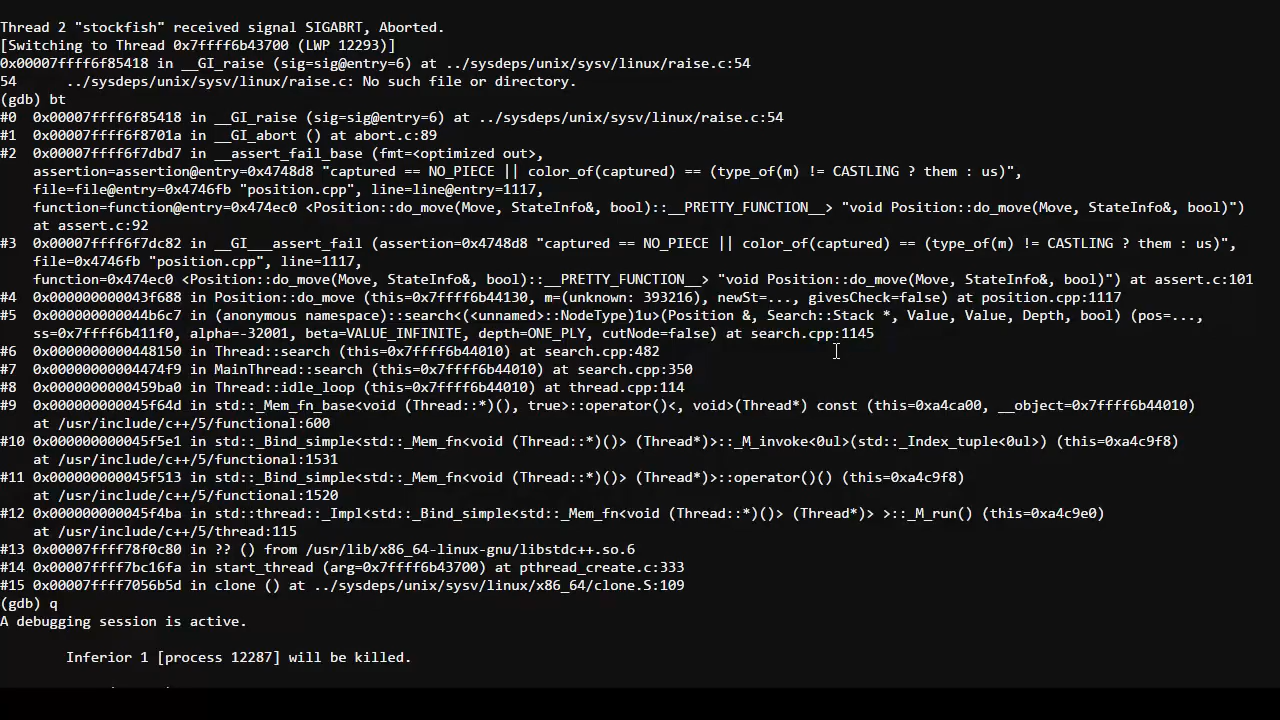 Thread 2 "stockfish" received signal SIGABRT, Aborted.
[Switching to Thread 0x7ffff6b43700 (LWP 12293)]
0x00007ffff6f85418 in __GI_raise (sig=sig@entry=6) at ../sysdeps/unix/sysv/linux/raise.c:54
54      ../sysdeps/unix/sysv/linux/raise.c: No such file or directory.
(gdb) bt
#0  0x00007ffff6f85418 in __GI_raise (sig=sig@entry=6) at ../sysdeps/unix/sysv/linux/raise.c:54
#1  0x00007ffff6f8701a in __GI_abort () at abort.c:89
#2  0x00007ffff6f7dbd7 in __assert_fail_base (fmt=<optimized out>,
    assertion=assertion@entry=0x4748d8 "captured == NO_PIECE || color_of(captured) == (type_of(m) != CASTLING ? them : us)",
    file=file@entry=0x4746fb "position.cpp", line=line@entry=1117,
    function=function@entry=0x474ec0 <Position::do_move(Move, StateInfo&, bool)::__PRETTY_FUNCTION__> "void Position::do_move(Move, StateInfo&, bool)")
    at assert.c:92
#3  0x00007ffff6f7dc82 in __GI___assert_fail (assertion=0x4748d8 "captured == NO_PIECE || color_of(captured) == (type_of(m) != CASTLING ? them : us)",
    file=0x4746fb "position.cpp", line=1117,
    function=0x474ec0 <Position::do_move(Move, StateInfo&, bool)::__PRETTY_FUNCTION__> "void Position::do_move(Move, StateInfo&, bool)") at assert.c:101
#4  0x000000000043f688 in Position::do_move (this=0x7ffff6b44130, m=(unknown: 393216), newSt=..., givesCheck=false) at position.cpp:1117
#5  0x000000000044b6c7 in (anonymous namespace)::search<(<unnamed>::NodeType)1u>(Position &, Search::Stack *, Value, Value, Depth, bool) (pos=...,
    ss=0x7ffff6b411f0, alpha=-32001, beta=VALUE_INFINITE, depth=ONE_PLY, cutNode=false) at search.cpp:1145
#6  0x0000000000448150 in Thread::search (this=0x7ffff6b44010) at search.cpp:482
#7  0x00000000004474f9 in MainThread::search (this=0x7ffff6b44010) at search.cpp:350
#8  0x0000000000459ba0 in Thread::idle_loop (this=0x7ffff6b44010) at thread.cpp:114
#9  0x000000000045f64d in std::_Mem_fn_base<void (Thread::*)(), true>::operator()<, void>(Thread*) const (this=0xa4ca00, __object=0x7ffff6b44010)
    at /usr/include/c++/5/functional:600
#10 0x000000000045f5e1 in std::_Bind_simple<std::_Mem_fn<void (Thread::*)()> (Thread*)>::_M_invoke<0ul>(std::_Index_tuple<0ul>) (this=0xa4c9f8)
    at /usr/include/c++/5/functional:1531
#11 0x000000000045f513 in std::_Bind_simple<std::_Mem_fn<void (Thread::*)()> (Thread*)>::operator()() (this=0xa4c9f8)
    at /usr/include/c++/5/functional:1520
#12 0x000000000045f4ba in std::thread::_Impl<std::_Bind_simple<std::_Mem_fn<void (Thread::*)()> (Thread*)> >::_M_run() (this=0xa4c9e0)
    at /usr/include/c++/5/thread:115
#13 0x00007ffff78f0c80 in ?? () from /usr/lib/x86_64-linux-gnu/libstdc++.so.6
#14 0x00007ffff7bc16fa in start_thread (arg=0x7ffff6b43700) at pthread_create.c:333
#15 0x00007ffff7056b5d in clone () at ../sysdeps/unix/sysv/linux/x86_64/clone.S:109
(gdb) q
A debugging session is active.
        Inferior 1 [process 12287] will be killed.